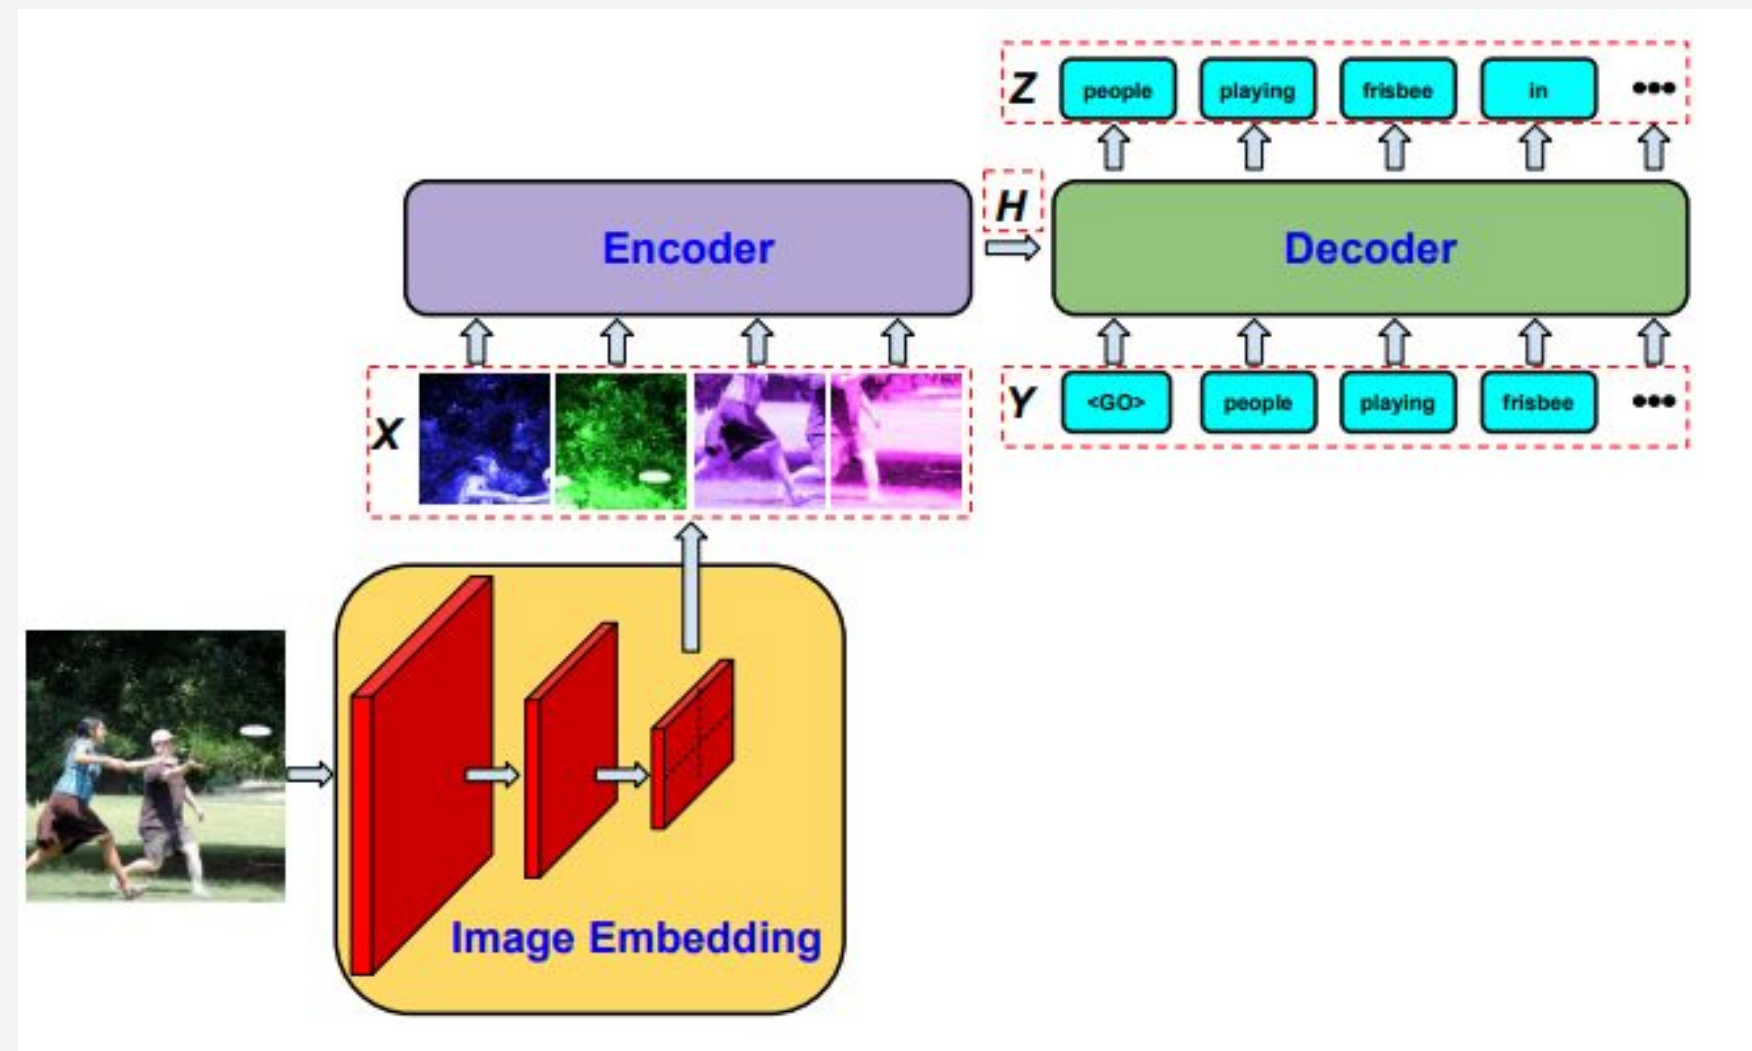 Z people playing frisbee in •••
H
Encoder
Decoder
X
Y <GO> people playing frisbee •••
Image Embedding